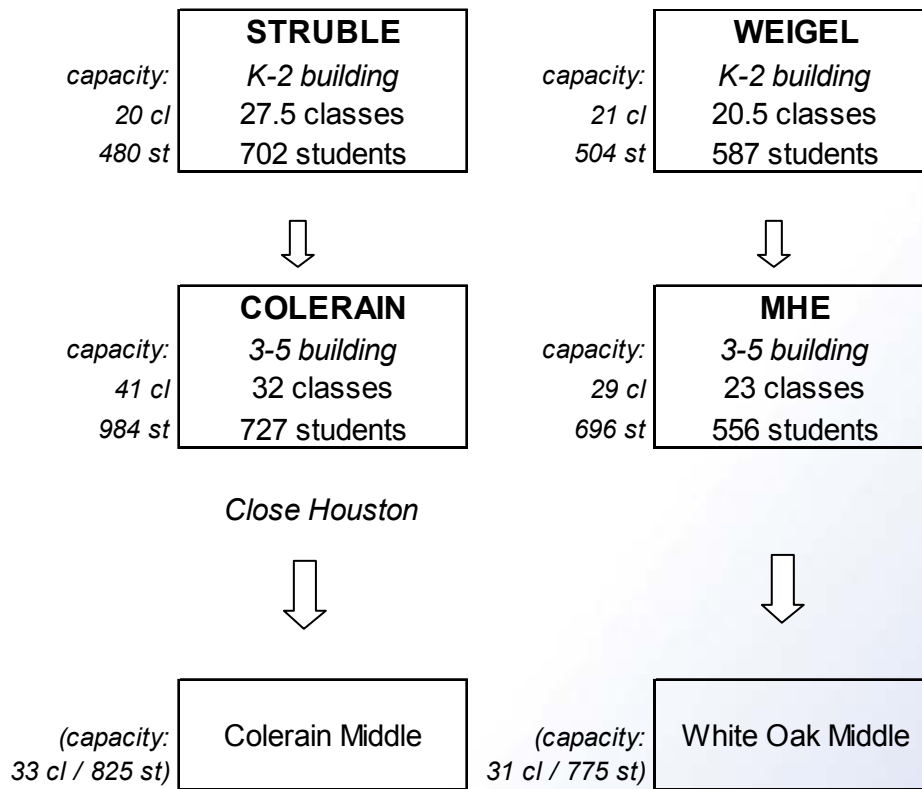 STRUBLE
capacity: K-2 building
20 cl 27.5 classes
480 st 702 students
WEIGEL
capacity: K-2 building
21 cl 20.5 classes
504 st 587 students
COLERAIN
capacity: 3-5 building
41 cl 32 classes
984 st 727 students
MHE
capacity: 3-5 building
29 cl 23 classes
696 st 556 students
Close Houston
Colerain Middle
(capacity:
33 cl / 825 st)
White Oak Middle
(capacity:
31 cl / 775 st)